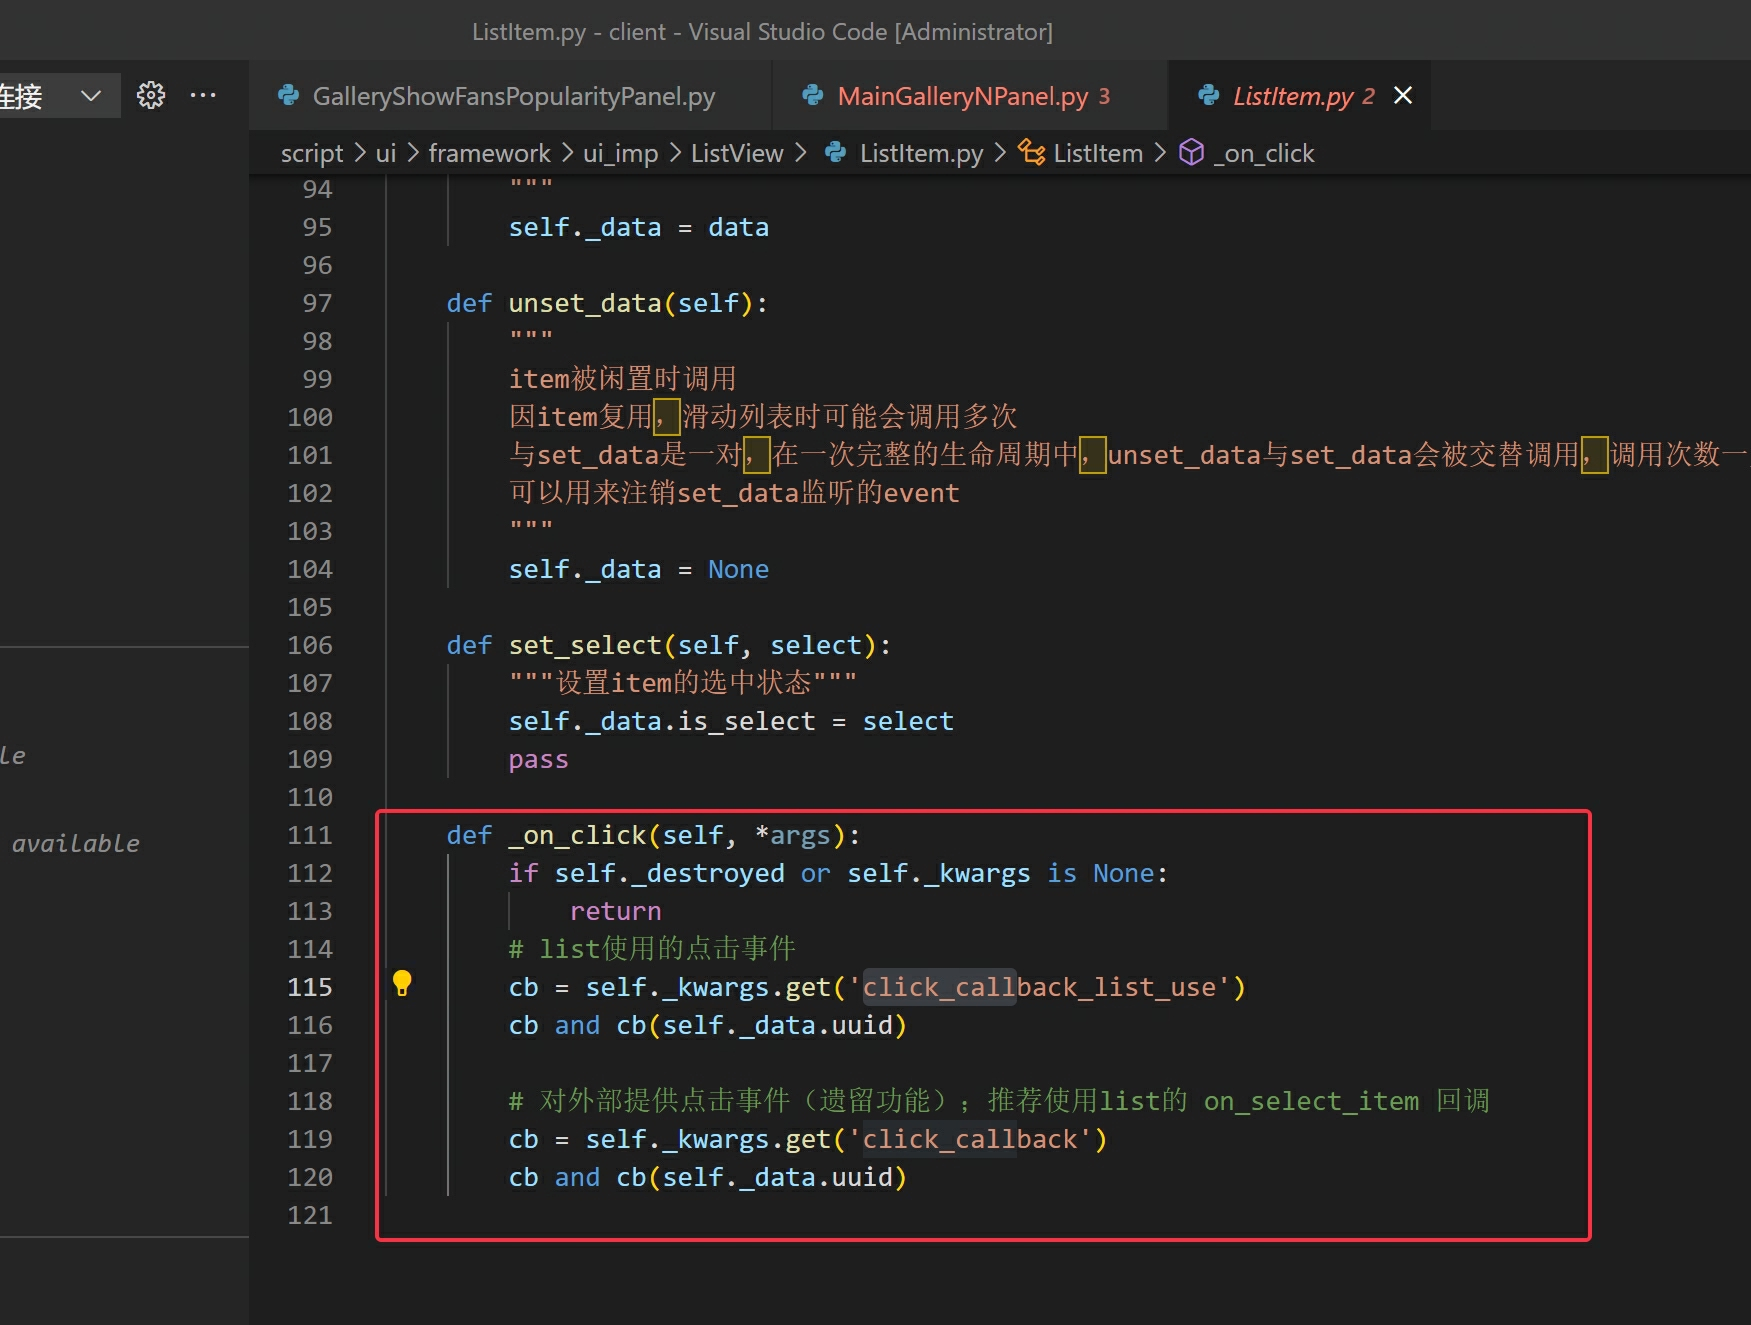 ListItem.py - client - Visual Studio Code [Administrator]
连接
GalleryShowFansPopularityPanel.py
MainGalleryNPanel.py 3
ListItem.py 2
script > ui > framework > ui_imp > ListView > ListItem.py > ListItem > _on_click
94 """
95 self._data = data
96
97 def unset_data(self):
98 """
99 item被闲置时调用
100 因item复用，滑动列表时可能会调用多次
101 与set_data是一对，在一次完整的生命周期中，unset_data与set_data会被交替调用，调用次数一
102 可以用来注销set_data监听的event
103 """
104 self._data = None
105
106 def set_select(self, select):
107 """设置item的选中状态"""
108 self._data.is_select = select
109 pass
110
111 def _on_click(self, *args):
112 if self._destroyed or self._kwargs is None:
113 return
114 # list使用的点击事件
115 cb = self._kwargs.get('click_callback_list_use')
116 cb and cb(self._data.uuid)
117
118 # 对外部提供点击事件（遗留功能）；推荐使用list的 on_select_item 回调
119 cb = self._kwargs.get('click_callback')
120 cb and cb(self._data.uuid)
121
le
available